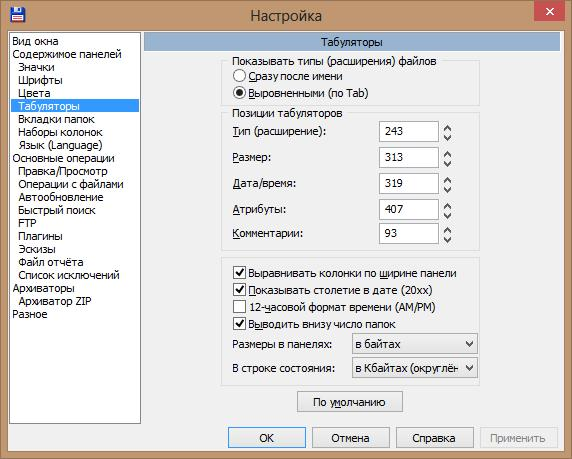 Настройка
Вид окна
Содержимое панелей
Значки
Шрифты
Цвета
Табуляторы
Вкладки папок
Наборы колонок
Язык (Language)
Основные операции
Правка/Просмотр
Операции с файлами
Автообновление
Быстрый поиск
FTP
Плагины
Эскизы
Файл отчёта
Список исключений
Архиваторы
Архиватор ZIP
Разное
Табуляторы
Показывать типы (расширения) файлов
Сразу после имени
Выровненными (по Tab)
Позиции табуляторов
Тип (расширение): 243
Размер: 313
Дата/время: 319
Атрибуты: 407
Комментарии: 93
Выравнивать колонки по ширине панели
Показывать столетие в дате (20xx)
12-часовой формат времени (AM/PM)
Выводить внизу число папок
Размеры в панелях: в байтах
В строке состояния: в Кбайтах (округлён
По умолчанию
OK Отмена Справка Применить